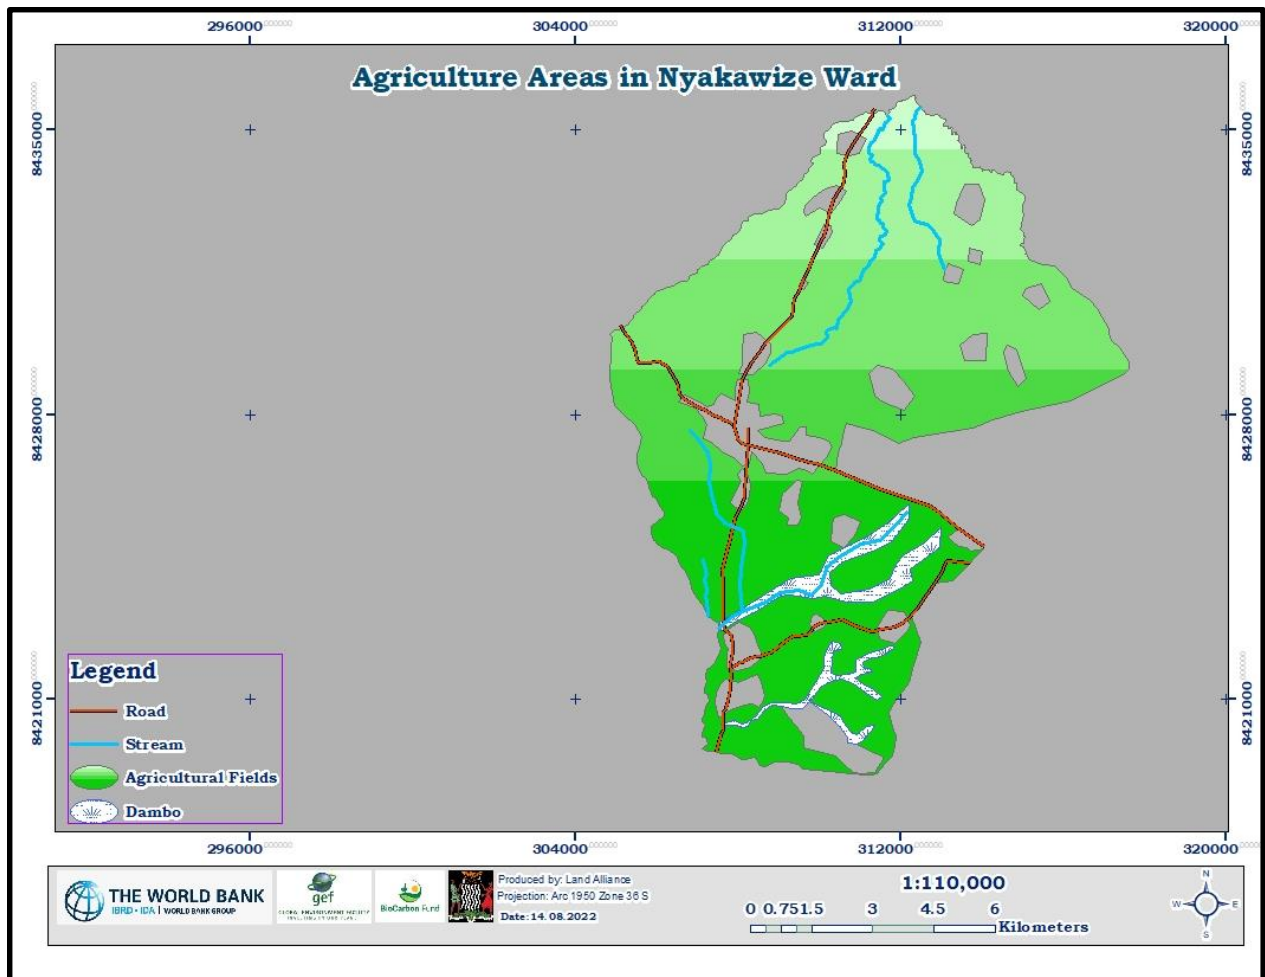 296000 304000 312000 320000
Agriculture Areas in Nyakawize Ward
8435000 8435000
8428000 8428000
8421000 8421000
Legend
Road
Stream
Agricultural Fields
Dambo
296000 304000 312000 320000
THE WORLD BANK
IBRD • IDA | WORLD BANK GROUP
gef
GLOBAL ENVIRONMENT FACILITY
BioCarbon Fund
Produced by: Land Alliance
Projection: Arc 1950 Zone 36 S
Date: 14.08.2022
1:110,000
0 0.75 1.5 3 4.5 6
Kilometers
N
W E
S